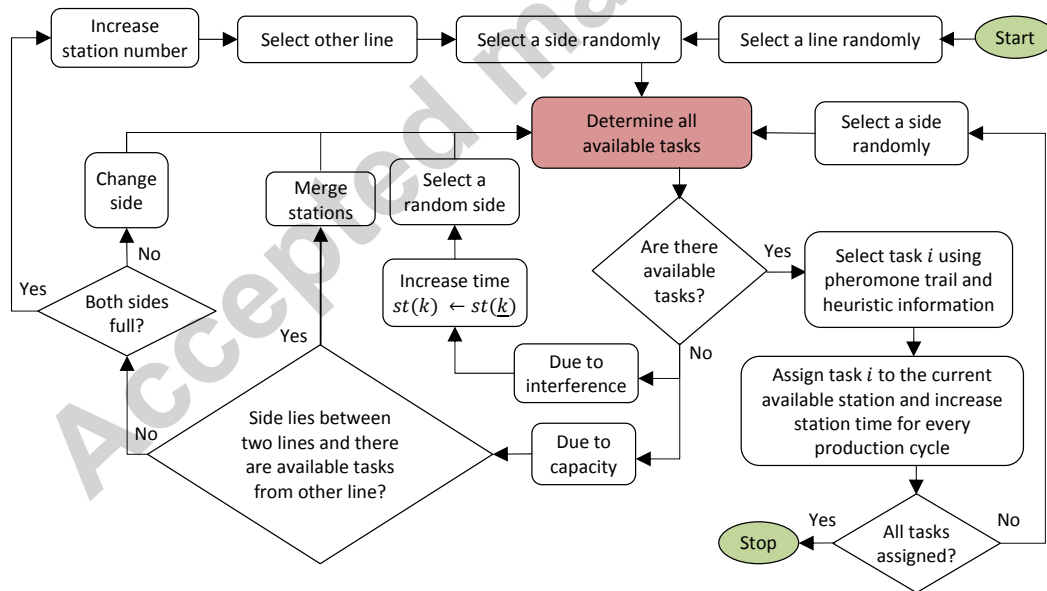 Increase
station number
Select other line
Select a side randomly
Select a line randomly
Start
Determine all
available tasks
Select a side
randomly
Change
side
Merge
stations
Select a
random side
No
Are there
available
tasks?
Yes
Select task i using
pheromone trail and
heuristic information
Yes
Both sides
full?
Increase time
st(k) ← st(k)
Yes
No
Due to
interference
Assign task i to the current
available station and increase
station time for every
production cycle
No
Side lies between
two lines and there
are available tasks
from other line?
Due to
capacity
Yes
No
Stop
All tasks
assigned?
Accepted ma